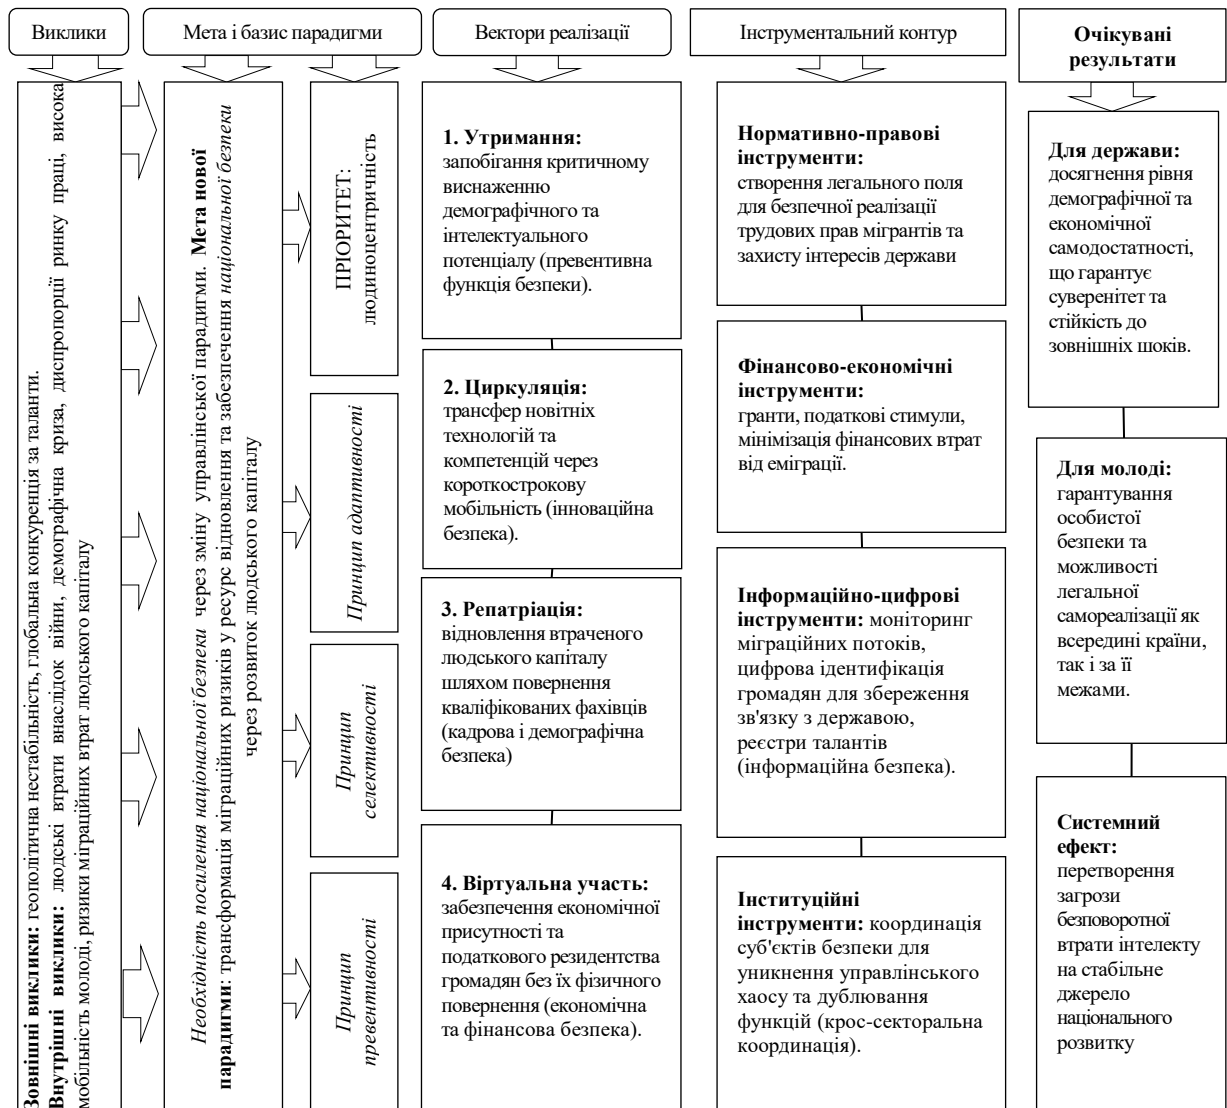 Виклики
Мета і базис парадигми
Вектори реалізації
Інструментальний контур
Очікувані
результати
Зовнішні виклики: геополітична нестабільність, глобальна конкуренція за таланти.
Внутрішні виклики: людські втрати внаслідок війни, демографічна криза, диспропорції ринку праці, висока
мобільність молоді, ризики міграційних втрат людського капіталу
Необхідність посилення національної безпеки через зміну управлінської парадигми. Мета нової
парадигми: трансформація міграційних ризиків у ресурс відновлення та забезпечення національної безпеки
через розвиток людського капіталу
ПРІОРИТЕТ:
людиноцентричність
Принцип адаптивності
Принцип
селективності
Принцип
превентивності
1. Утримання:
запобігання критичному
виснаженню
демографічного та
інтелектуального
потенціалу (превентивна
функція безпеки).
2. Циркуляція:
трансфер новітніх
технологій та
компетенцій через
короткострокову
мобільність (інноваційна
безпека).
3. Репатріація:
відновлення втраченого
людського капіталу
шляхом повернення
кваліфікованих фахівців
(кадрова і демографічна
безпека)
4. Віртуальна участь:
забезпечення економічної
присутності та
податкового резидентства
громадян без їх фізичного
повернення (економічна
та фінансова безпека).
Нормативно-правові
інструменти:
створення легального поля
для безпечної реалізації
трудових прав мігрантів та
захисту інтересів держави
Фінансово-економічні
інструменти:
гранти, податкові стимули,
мінімізація фінансових втрат
від еміграції.
Інформаційно-цифрові
інструменти: моніторинг
міграційних потоків,
цифрова ідентифікація
громадян для збереження
зв'язку з державою,
реєстри талантів
(інформаційна безпека).
Інституційні
інструменти: координація
суб'єктів безпеки для
уникнення управлінського
хаосу та дублювання
функцій (крос-секторальна
координація).
Для держави:
досягнення рівня
демографічної та
економічної
самодостатності,
що гарантує
суверенітет та
стійкість до
зовнішніх шоків.
Для молоді:
гарантування
особистої
безпеки та
можливості
легальної
самореалізації як
всередині країни,
так і за її
межами.
Системний
ефект:
перетворення
загрози
безповоротної
втрати інтелекту
на стабільне
джерело
національного
розвитку